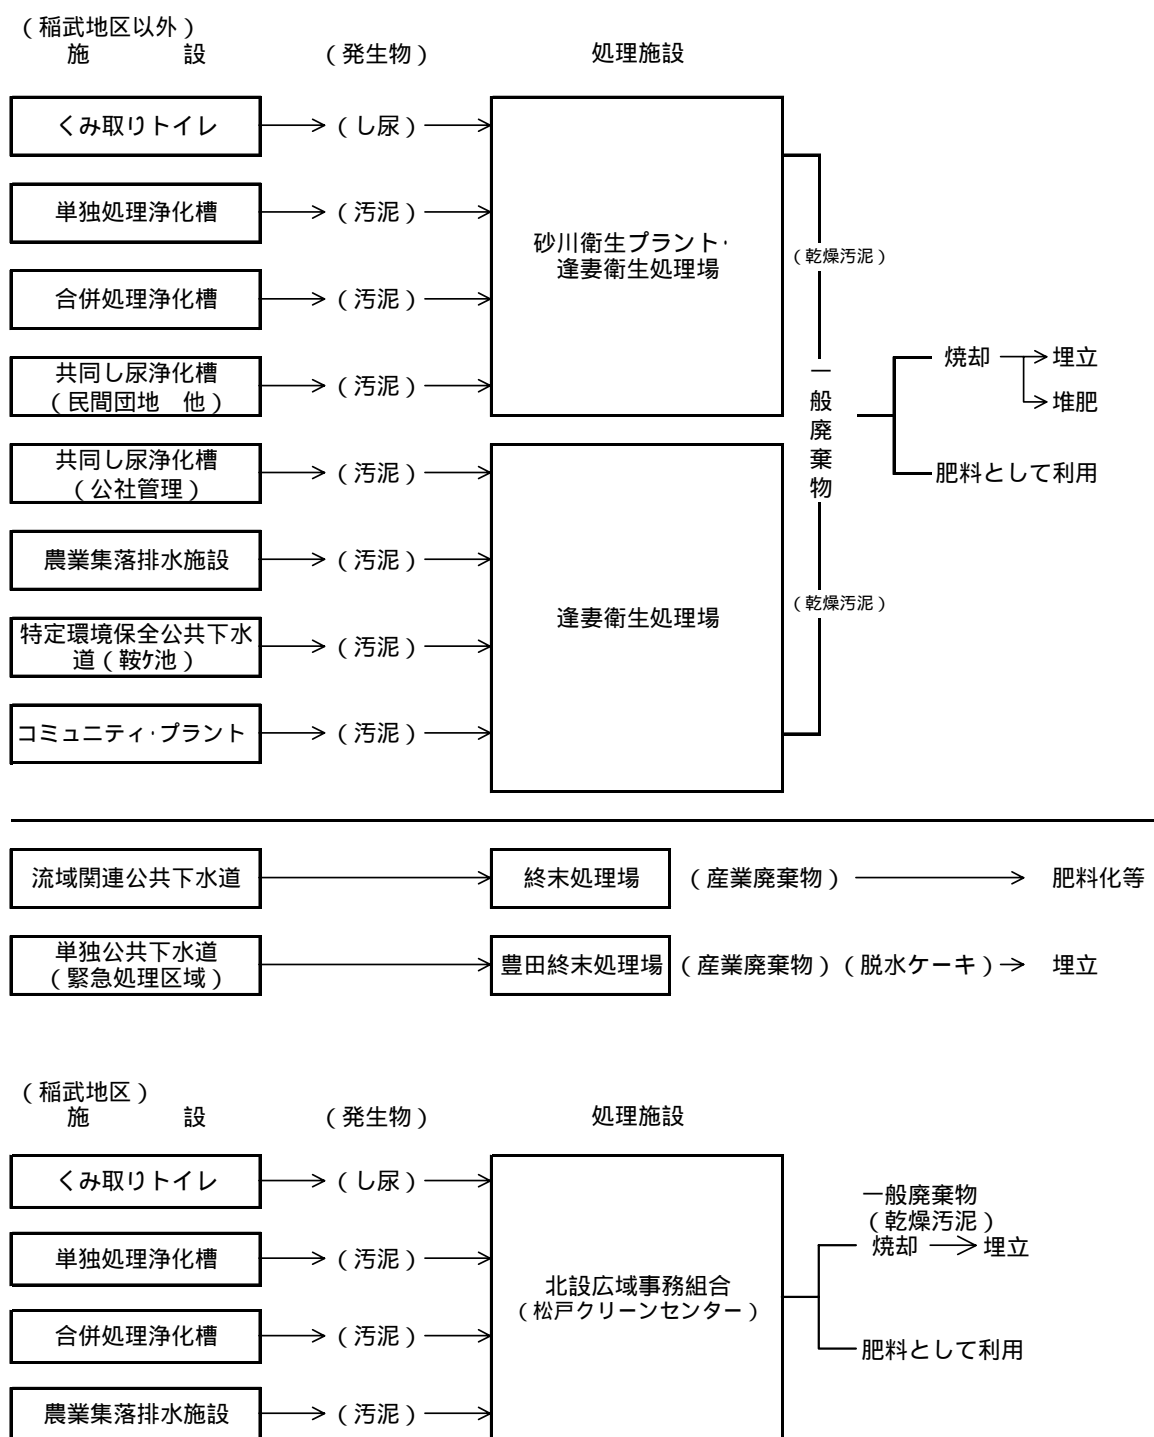 （稲武地区以外）
施　　　設
（発生物）
処理施設
くみ取りトイレ
（し尿）
単独処理浄化槽
（汚泥）
合併処理浄化槽
（汚泥）
共同し尿浄化槽
（民間団地　他）
（汚泥）
砂川衛生プラント・
逢妻衛生処理場
共同し尿浄化槽
（公社管理）
（汚泥）
農業集落排水施設
（汚泥）
特定環境保全公共下水
道（鞍ケ池）
（汚泥）
コミュニティ・プラント
（汚泥）
逢妻衛生処理場
（乾燥汚泥）
一般廃棄物
（乾燥汚泥）
焼却
埋立
堆肥
肥料として利用
流域関連公共下水道
終末処理場
（産業廃棄物）
肥料化等
単独公共下水道
（緊急処理区域）
豊田終末処理場
（産業廃棄物）（脱水ケーキ）
埋立
（稲武地区）
施　　　設
（発生物）
処理施設
くみ取りトイレ
（し尿）
単独処理浄化槽
（汚泥）
合併処理浄化槽
（汚泥）
農業集落排水施設
（汚泥）
北設広域事務組合
（松戸クリーンセンター）
一般廃棄物
（乾燥汚泥）
焼却
埋立
肥料として利用